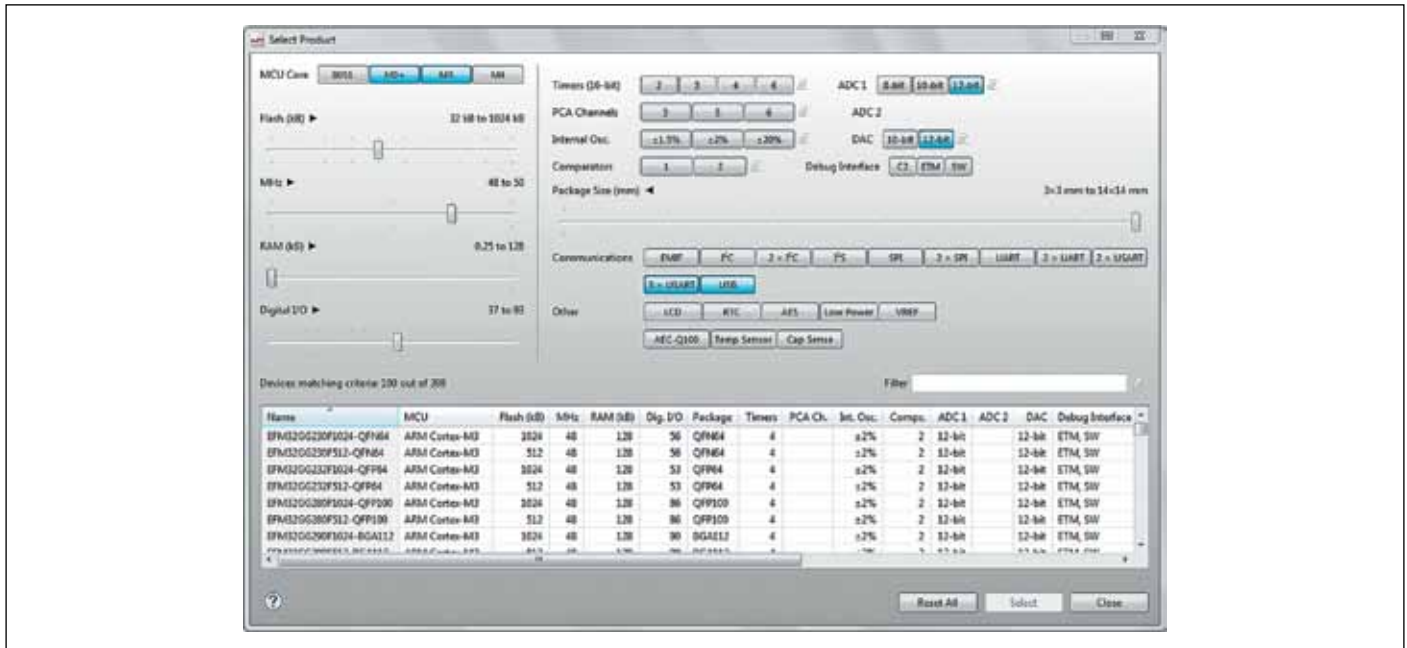 Select Product
MCU Core 8051 M0+ M3 M4
Flash (kB) ► 32 kB to 1024 kB
MHz ► 48 to 50
RAM (kB) ► 0.25 to 128
Digital I/O ► 37 to 93
Timers (16-bit) 2 3 4 6
PCA Channels 3 5 6
Internal Osc. ±1.5% ±2% ±20%
Comparators 1 2
ADC 1 8-bit 10-bit 12-bit
ADC 2
DAC 10-bit 12-bit
Debug Interface C2 ETM SW
Package Size (mm) ◄ 3×3 mm to 14×14 mm
Communications EMIF I²C 2 × I²C I²S SPI 2 × SPI UART 2 × UART 2 × USART
3 × USART USB
Other LCD RTC AES Low Power VREF
AEC-Q100 Temp Sensor Cap Sense
Devices matching criteria: 100 out of
Filter
Name MCU Flash (kB) MHz RAM (kB) Dig. I/O Package Timers PCA Ch. Int. Osc. Comps. ADC 1 ADC 2 DAC Debug Interface
EFM32GG230F1024-QFN64 ARM Cortex-M3 1024 48 128 56 QFN64 4 ±2% 2 12-bit 12-bit ETM, SW
EFM32GG230F512-QFN64 ARM Cortex-M3 512 48 128 56 QFN64 4 ±2% 2 12-bit 12-bit ETM, SW
EFM32GG232F1024-QFP64 ARM Cortex-M3 1024 48 128 53 QFP64 4 ±2% 2 12-bit 12-bit ETM, SW
EFM32GG232F512-QFP64 ARM Cortex-M3 512 48 128 53 QFP64 4 ±2% 2 12-bit 12-bit ETM, SW
EFM32GG280F1024-QFP100 ARM Cortex-M3 1024 48 128 86 QFP100 4 ±2% 2 12-bit 12-bit ETM, SW
EFM32GG280F512-QFP100 ARM Cortex-M3 512 48 128 86 QFP100 4 ±2% 2 12-bit 12-bit ETM, SW
EFM32GG290F1024-BGA112 ARM Cortex-M3 1024 48 128 90 BGA112 4 ±2% 2 12-bit 12-bit ETM, SW
Reset All Select Close